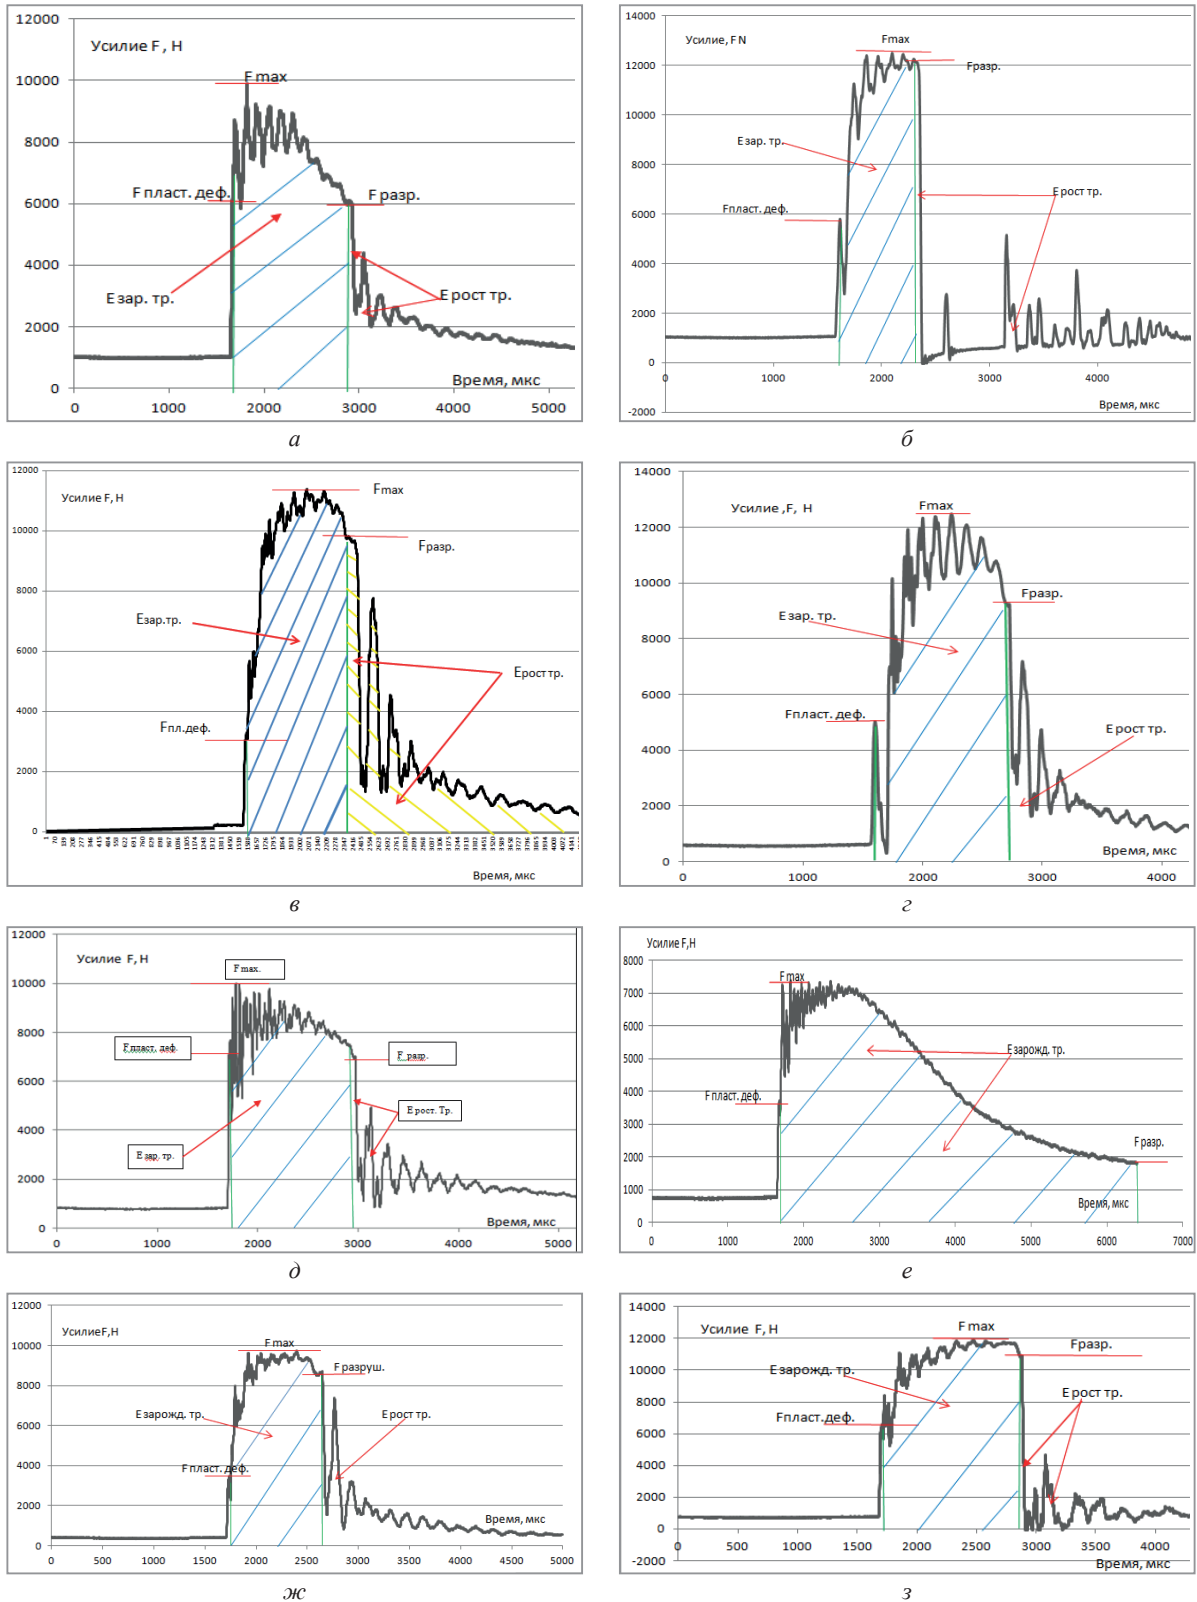 12000
Усилие F , Н
F max
10000
8000
F пласт. деф.
F разр.
6000
4000
Е зар. тр.
Е рост тр.
2000
0
Время, мкс
0 1000 2000 3000 4000 5000
а
14000
Усилие, F N
Fmax
12000
Fразр.
10000
Е зар. тр.
8000
Е рост тр.
Fпласт. деф.
6000
4000
2000
0
0 1000 2000 3000 4000
-2000
Время, мкс
б
12000
Усилие F, Н
Fmax
10000
Fразр.
8000
Езар.тр.
6000
Ерост тр.
4000
Fпл.деф.
2000
0
Время, мкс
в
14000
Усилие ,F, Н
Fmax
12000
10000
Fразр.
Е зар. тр.
8000
6000
Fпласт. деф.
Е рост тр.
4000
2000
0
Время, мкс
0 1000 2000 3000 4000
г
12000
Усилие F, Н
F max.
10000
8000
F пласт. деф.
F разр.
6000
Е рост. Тр.
4000
Е зар. тр.
2000
0
Время, мкс
0 1000 2000 3000 4000 5000
д
Усилие F,Н
8000
F max
7000
6000
Е зарожд. тр.
5000
4000
F пласт. деф.
3000
2000
F разр.
1000
Время, мкс
0
0 1000 2000 3000 4000 5000 6000 7000
е
12000
УсилиеF,Н
F max
10000
F разруш.
8000
Е зарожд. тр.
Е рост тр.
6000
F пласт. деф.
4000
2000
Время, мкс
0
0 500 1000 1500 2000 2500 3000 3500 4000 4500 5000
ж
14000
Усилие F, Н
F max
12000
Fразр.
10000
Е зарожд. тр.
Е рост тр.
8000
Fпласт.деф.
6000
4000
2000
0
0 500 1000 1500 2000 2500 3000 3500 4000
-2000
Время, мкс
з